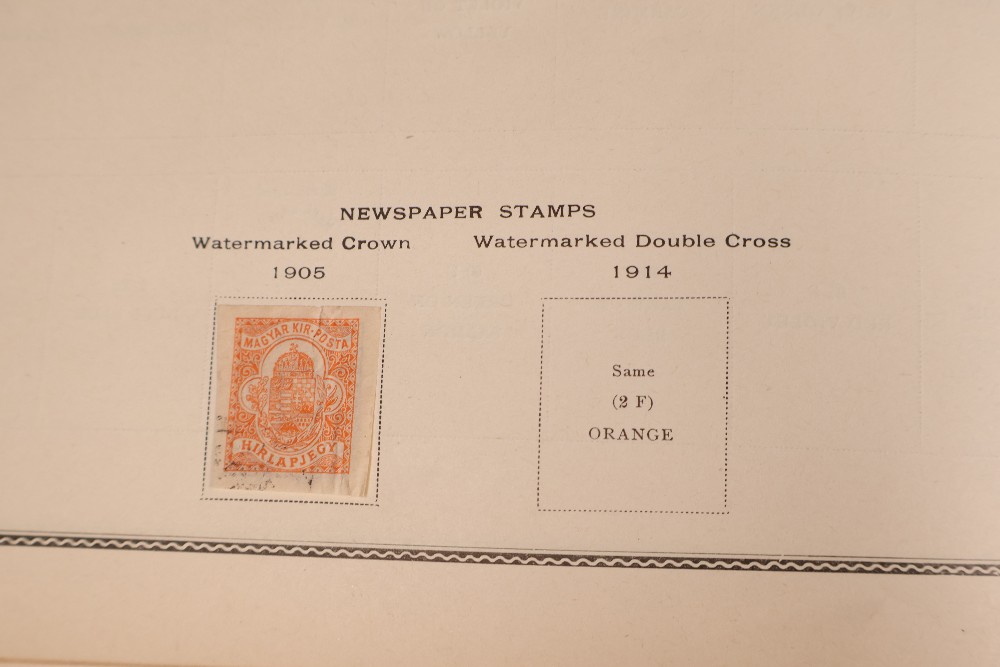 NEWSPAPER STAMPS
Watermarked Crown
1905
MAGYAR KIR·POSTA
HIRLAPJEGY
Watermarked Double Cross
1914
Same
(2 F)
ORANGE